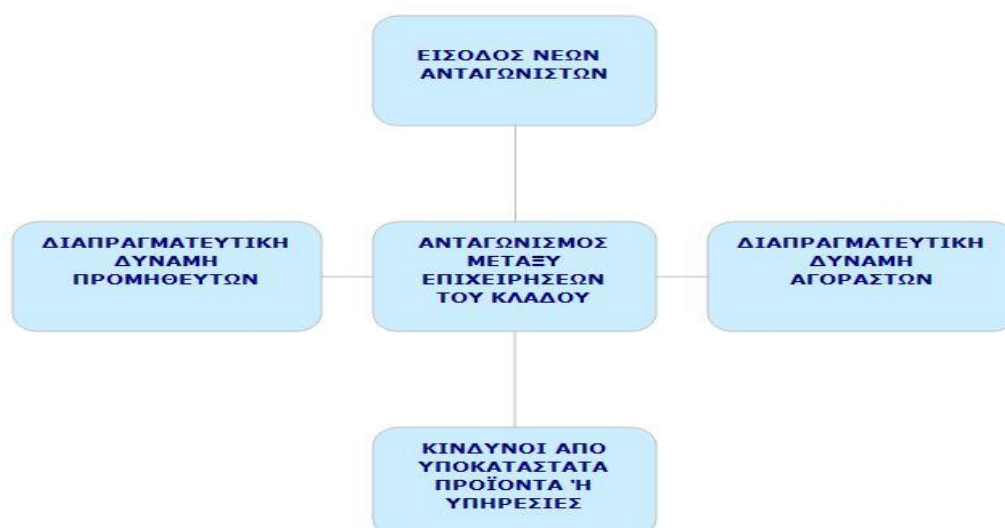 ΕΙΣΟΔΟΣ ΝΕΩΝ
ΑΝΤΑΓΩΝΙΣΤΩΝ
ΔΙΑΠΡΑΓΜΑΤΕΥΤΙΚΗ
ΔΥΝΑΜΗ
ΠΡΟΜΗΘΕΥΤΩΝ
ΑΝΤΑΓΩΝΙΣΜΟΣ
ΜΕΤΑΞΥ
ΕΠΙΧΕΙΡΗΣΕΩΝ
ΤΟΥ ΚΛΑΔΟΥ
ΔΙΑΠΡΑΓΜΑΤΕΥΤΙΚΗ
ΔΥΝΑΜΗ
ΑΓΟΡΑΣΤΩΝ
ΚΙΝΔΥΝΟΙ ΑΠΟ
ΥΠΟΚΑΤΑΣΤΑΤΑ
ΠΡΟΪΟΝΤΑ Ή
ΥΠΗΡΕΣΙΕΣ